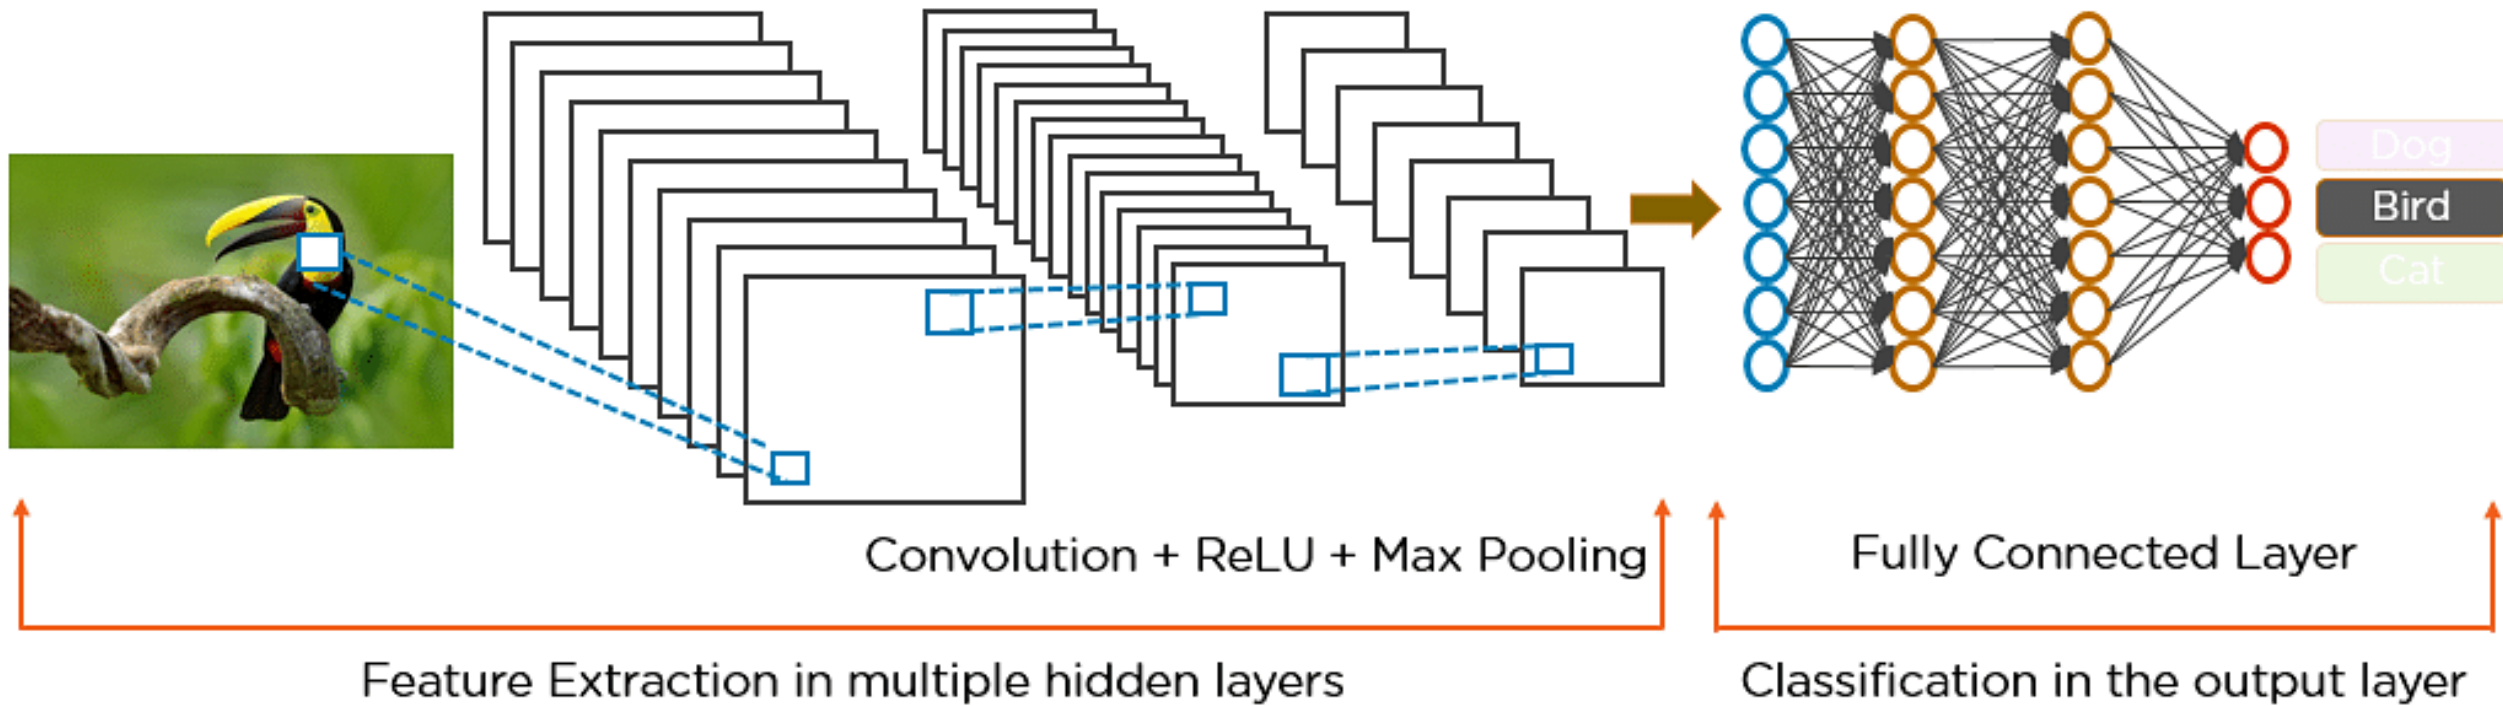 Dog
Bird
Cat
Convolution + ReLU + Max Pooling
Fully Connected Layer
Feature Extraction in multiple hidden layers
Classification in the output layer